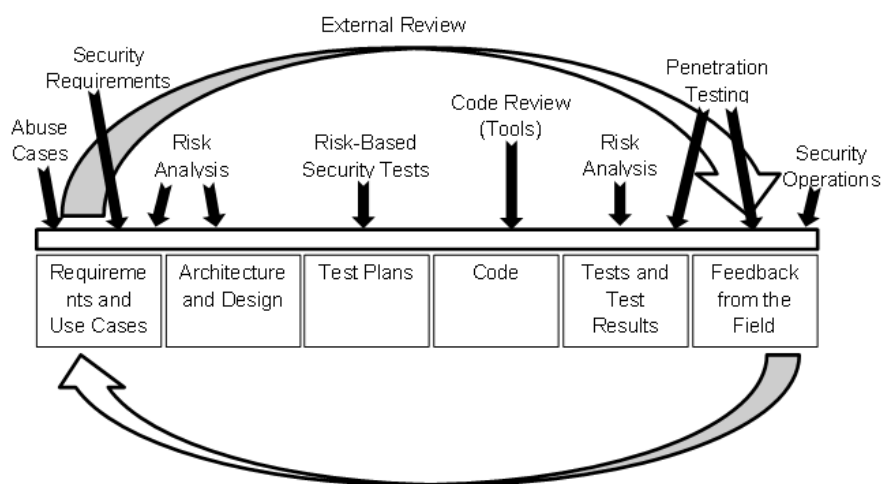 External Review
Security
Requirements
Penetration
Testing
Code Review
(Tools)
Abuse
Cases
Risk
Analysis
Risk-Based
Security Tests
Risk
Analysis
Security
Operations
Requireme
nts and
Use Cases
Architecture
and Design
Test Plans
Code
Tests and
Test
Results
Feedback
from the
Field